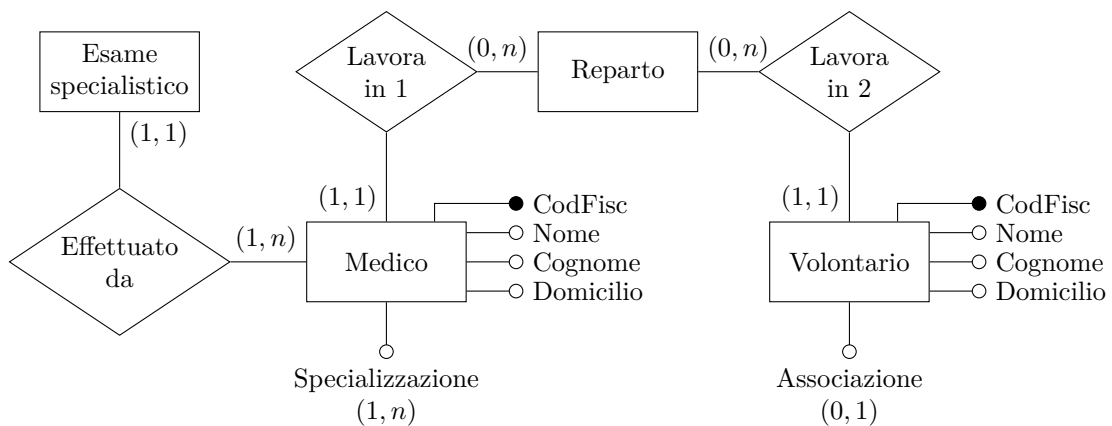 Esame
specialistico
(1, 1)
Effettuato
da
(1, n)
Lavora
in 1
(0, n)
Reparto
(0, n)
Lavora
in 2
(1, 1)
Medico
CodFisc
Nome
Cognome
Domicilio
Specializzazione
(1, n)
(1, 1)
Volontario
CodFisc
Nome
Cognome
Domicilio
Associazione
(0, 1)